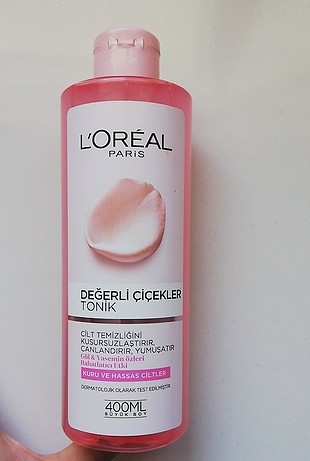 L'ORÉAL
PARIS
DEĞERLİ ÇİÇEKLER
TONİK
CİLT TEMİZLİĞİNİ
KUSURSUZLAŞTIRIR,
CANLANDIRIR, YUMUŞATIR
Gül & Yasemin özleri
Rahatlatıcı Etki
KURU VE HASSAS CİLTLER
DERMATOLOJİK OLARAK TEST EDİLMİŞTİR.
400ML
BÜYÜK BOY